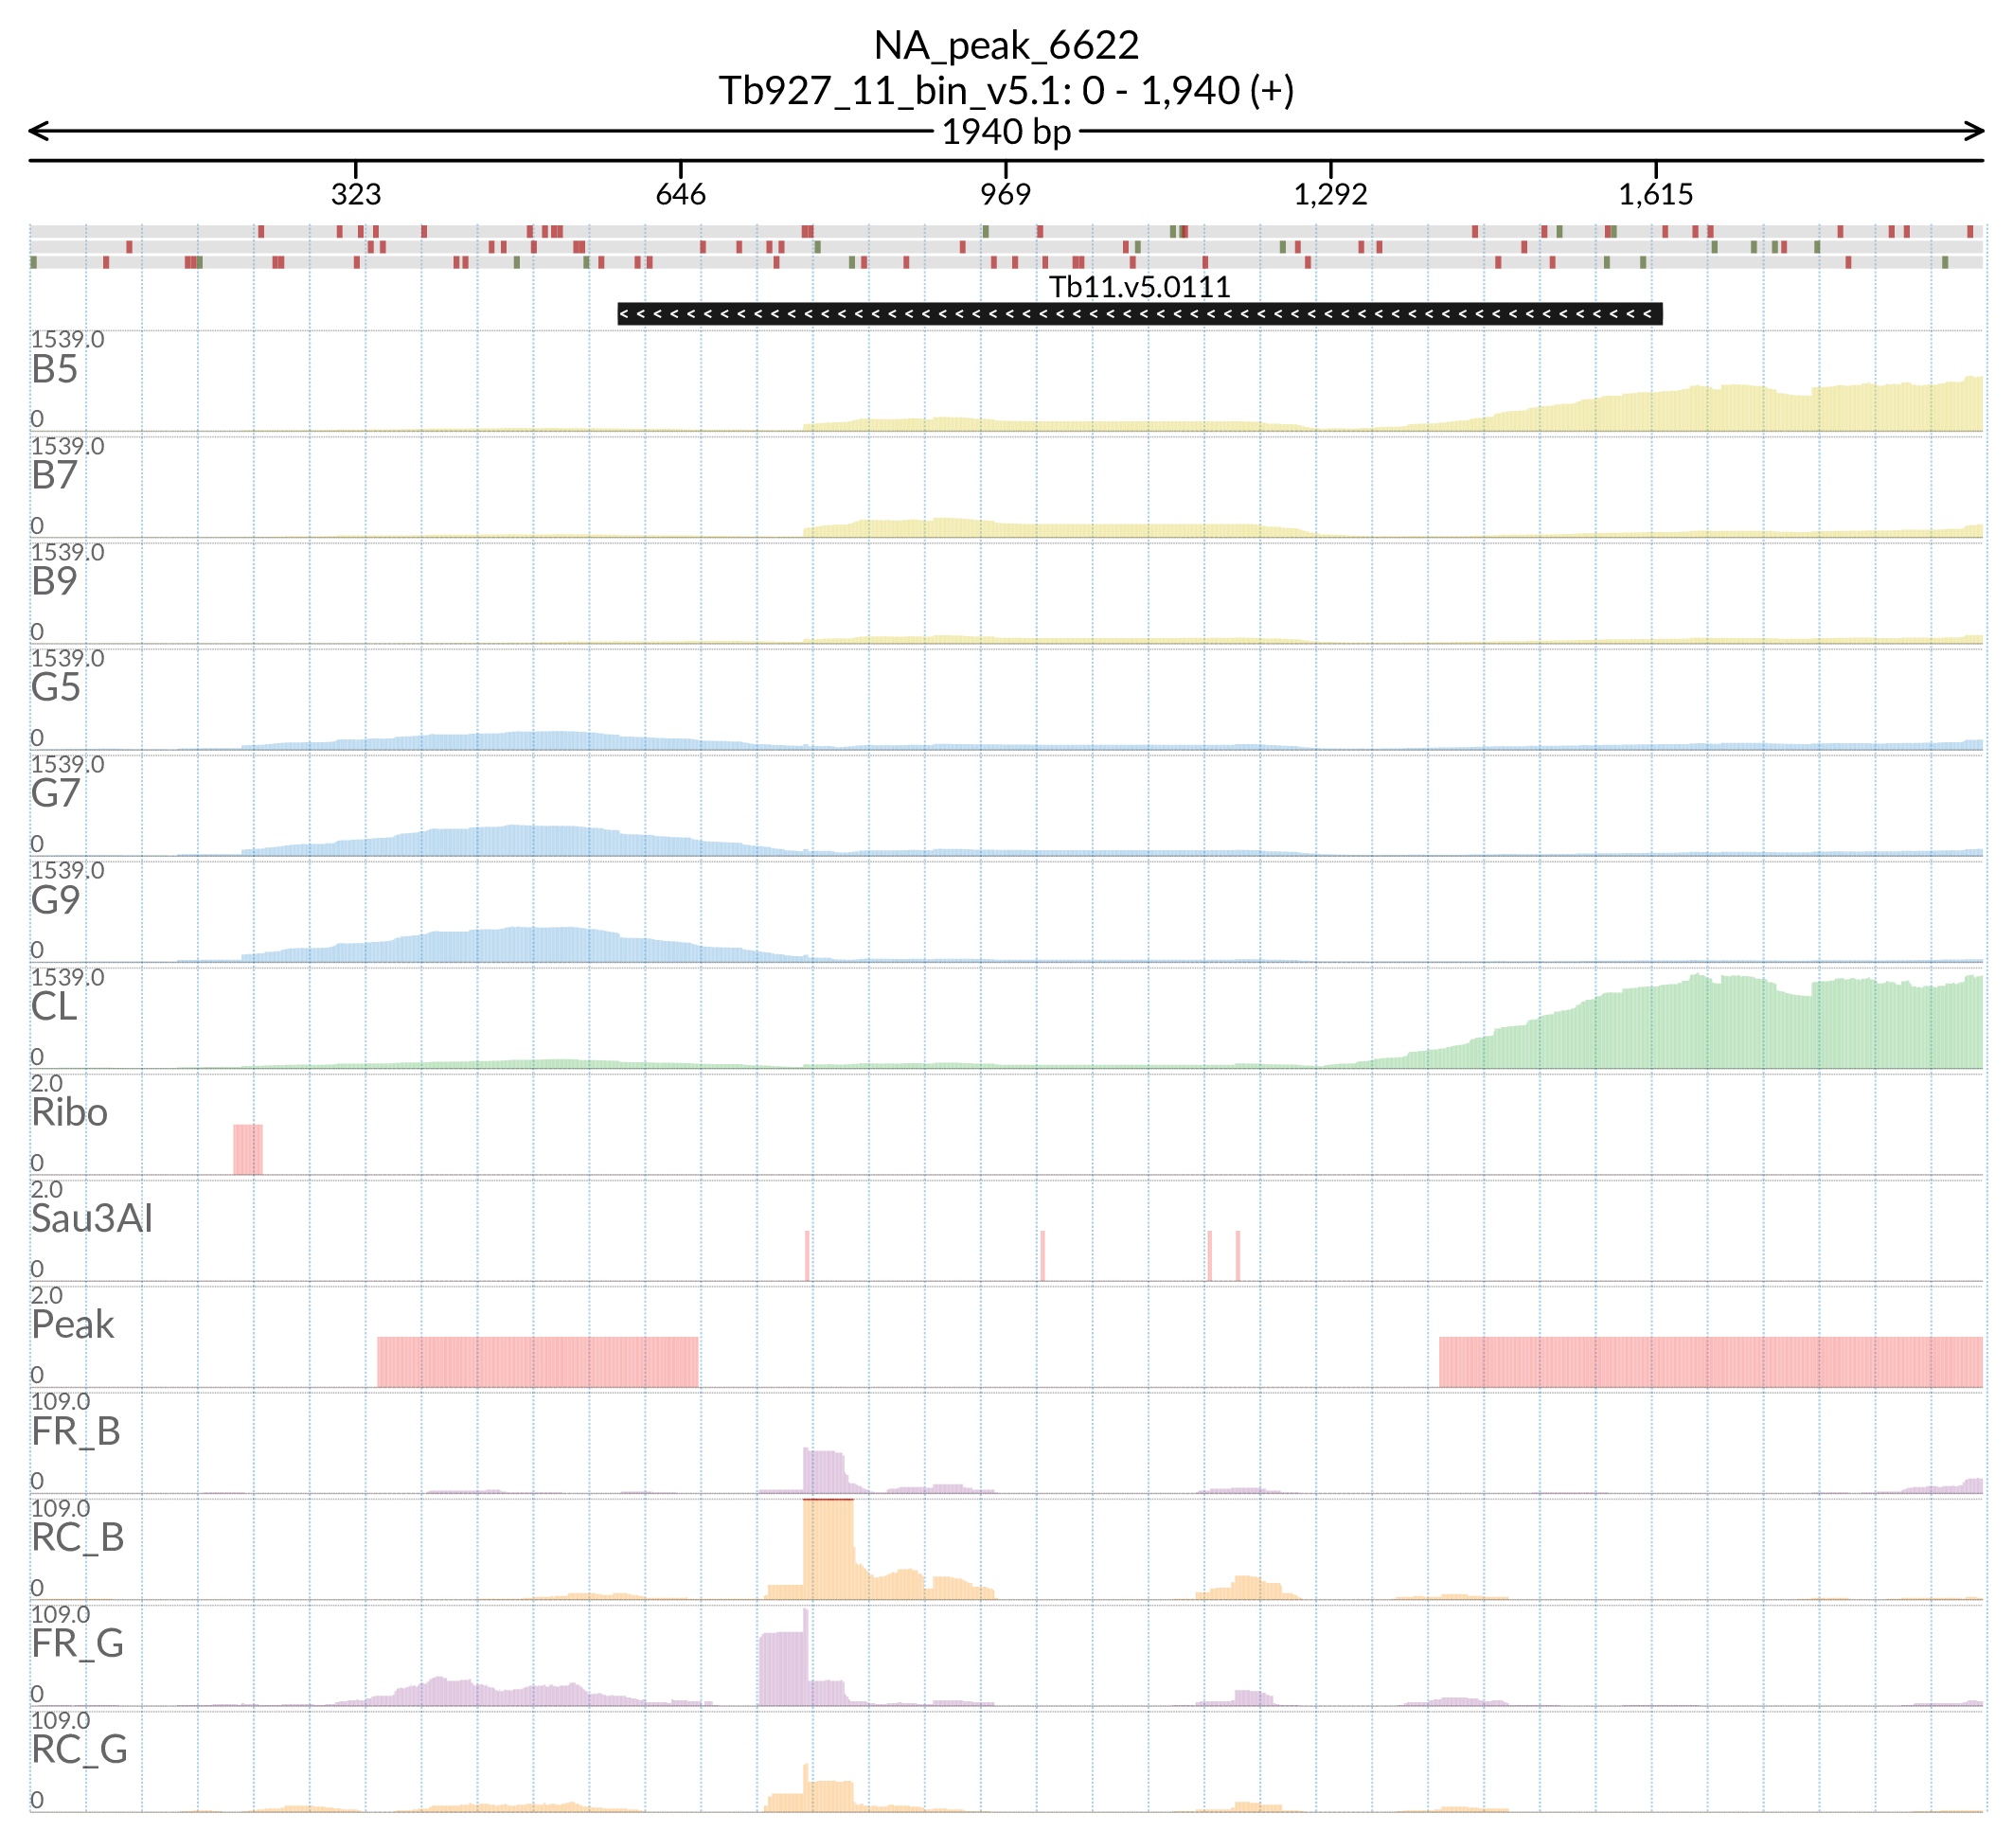 NA_peak_6622
Tb927_11_bin_v5.1: 0 - 1,940 (+)
1940 bp
323 646 969 1,292 1,615
Tb11.v5.0111
1539.0
B5
0
1539.0
B7
0
1539.0
B9
0
1539.0
G5
0
1539.0
G7
0
1539.0
G9
0
1539.0
CL
0
2.0
Ribo
0
2.0
Sau3AI
0
2.0
Peak
0
109.0
FR_B
0
109.0
RC_B
0
109.0
FR_G
0
109.0
RC_G
0